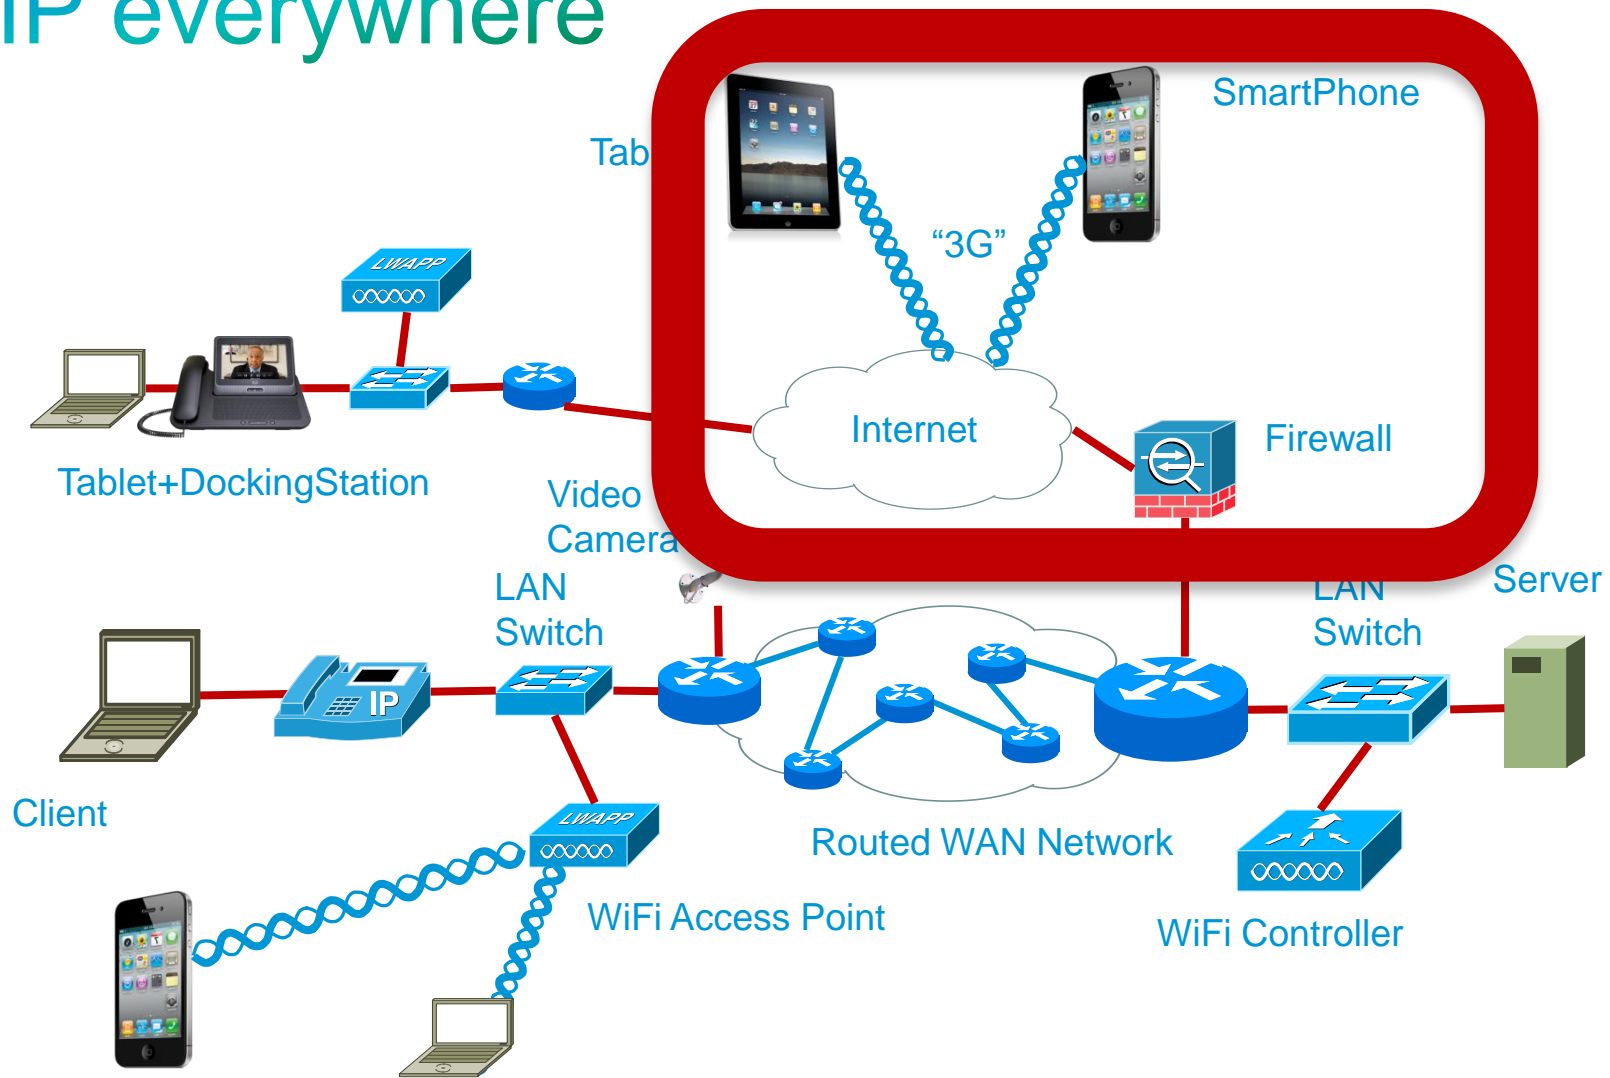 IP everywhere
SmartPhone
Tab
“3G”
LWAPP
Internet
Firewall
Tablet+DockingStation
Video
Camera
LAN
Switch
LAN
Switch
Server
IP
Client
LWAPP
Routed WAN Network
WiFi Access Point
WiFi Controller